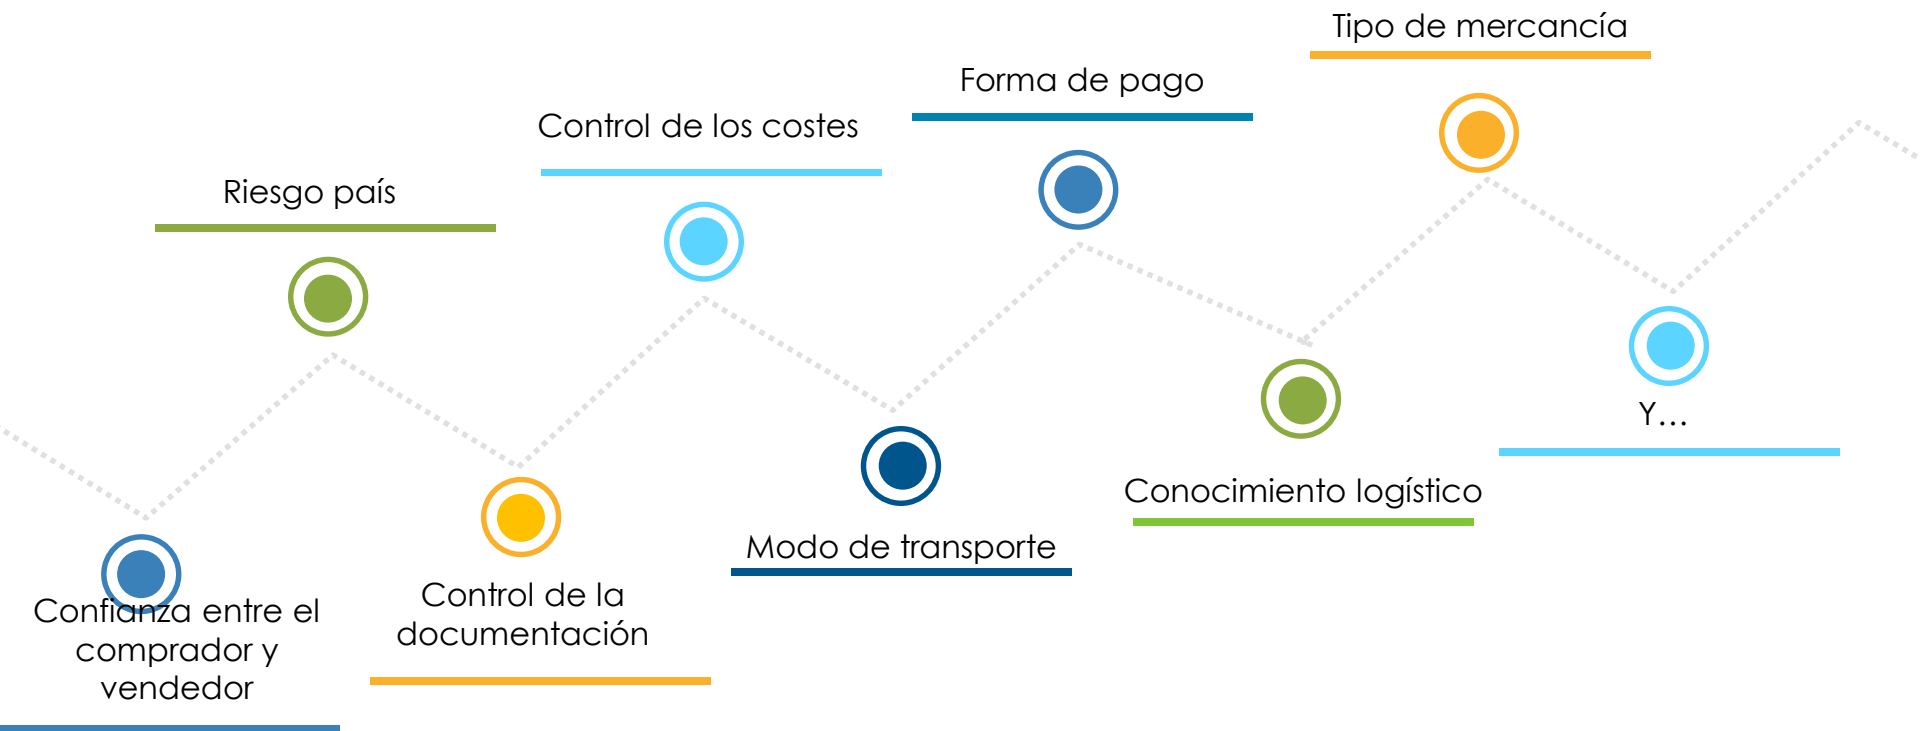 Tipo de mercancía
Forma de pago
Control de los costes
Riesgo país
Y...
Conocimiento logístico
Modo de transporte
Control de la
documentación
Confianza entre el
comprador y
vendedor